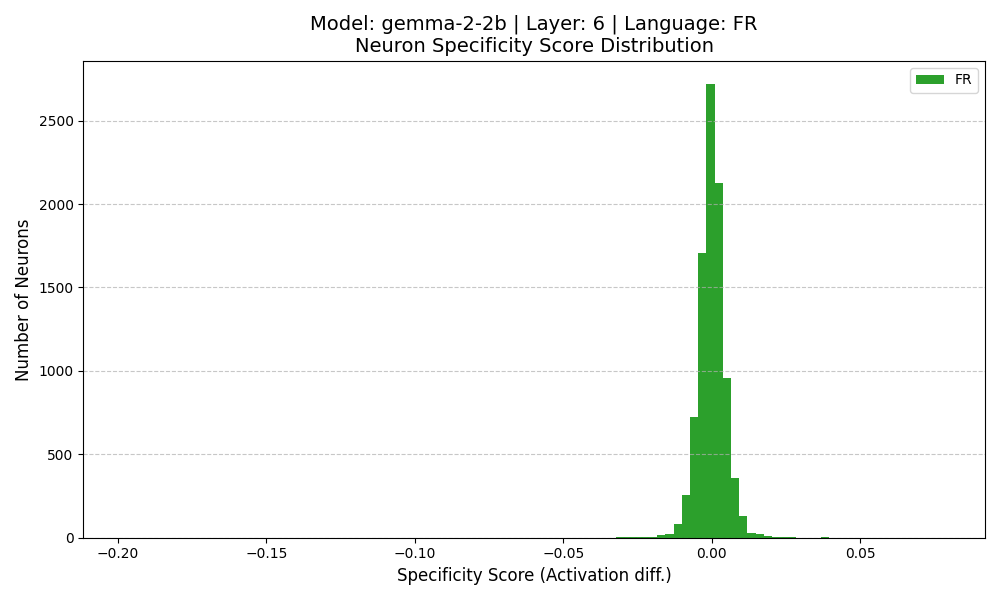 Model: gemma-2-2b | Layer: 6 | Language: FR
Neuron Specificity Score Distribution
FR
Number of Neurons
2500
2000
1500
1000
500
0
−0.20
−0.15
−0.10
−0.05
0.00
0.05
Specificity Score (Activation diff.)